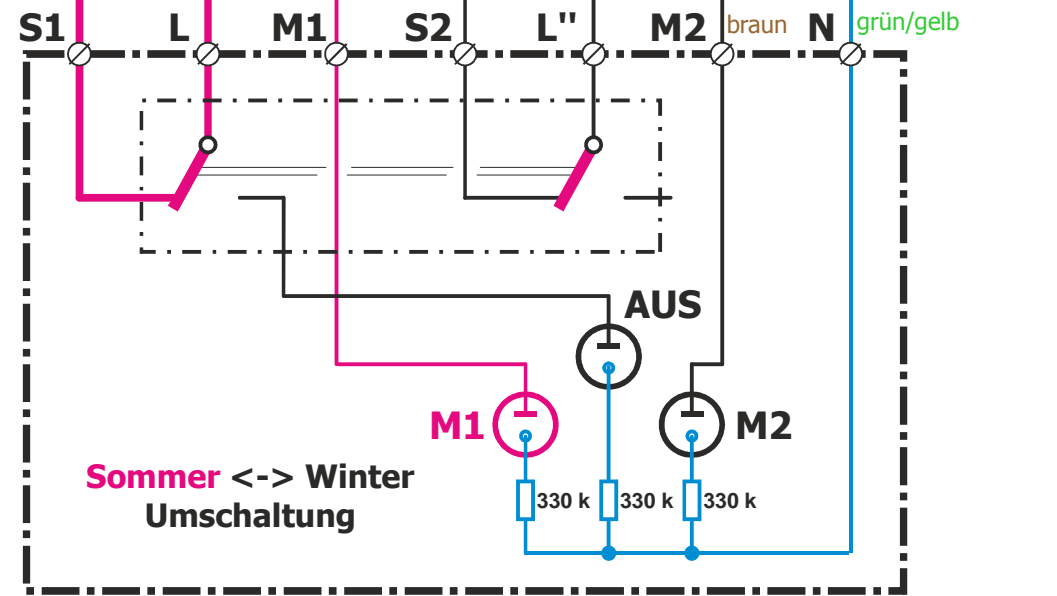 S1 L M1 S2 L" M2 braun N grün/gelb
AUS
M1 M2
330 k 330 k 330 k
Sommer <-> Winter
Umschaltung